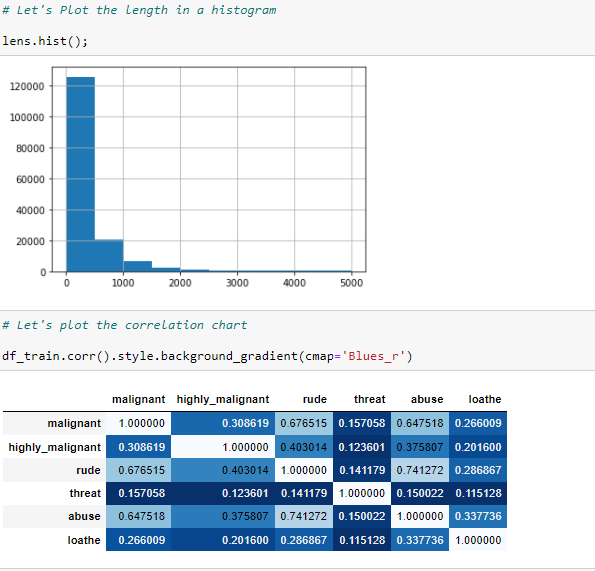 # Let's Plot the length in a histogram
lens.hist();
120000
100000
80000
60000
40000
20000
0
0 1000 2000 3000 4000 5000
# Let's plot the correlation chart
df_train.corr().style.background_gradient(cmap='Blues_r')
malignant highly_malignant rude threat abuse loathe
malignant 1.000000 0.308619 0.676515 0.157058 0.647518 0.266009
highly_malignant 0.308619 1.000000 0.403014 0.123601 0.375807 0.201600
rude 0.676515 0.403014 1.000000 0.141179 0.741272 0.286867
threat 0.157058 0.123601 0.141179 1.000000 0.150022 0.115128
abuse 0.647518 0.375807 0.741272 0.150022 1.000000 0.337736
loathe 0.266009 0.201600 0.286867 0.115128 0.337736 1.000000